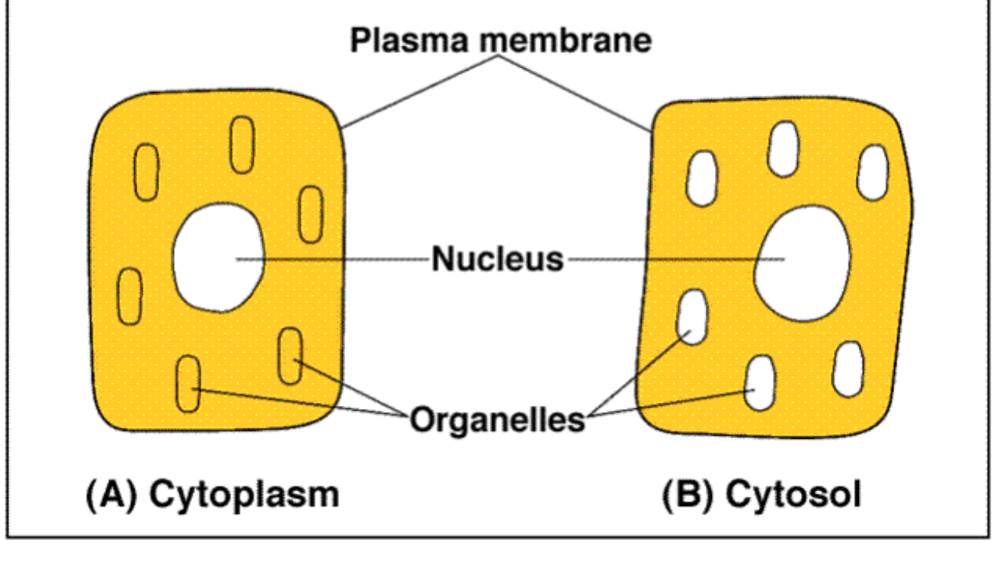 Plasma membrane
Nucleus
Organelles
(A) Cytoplasm
(B) Cytosol